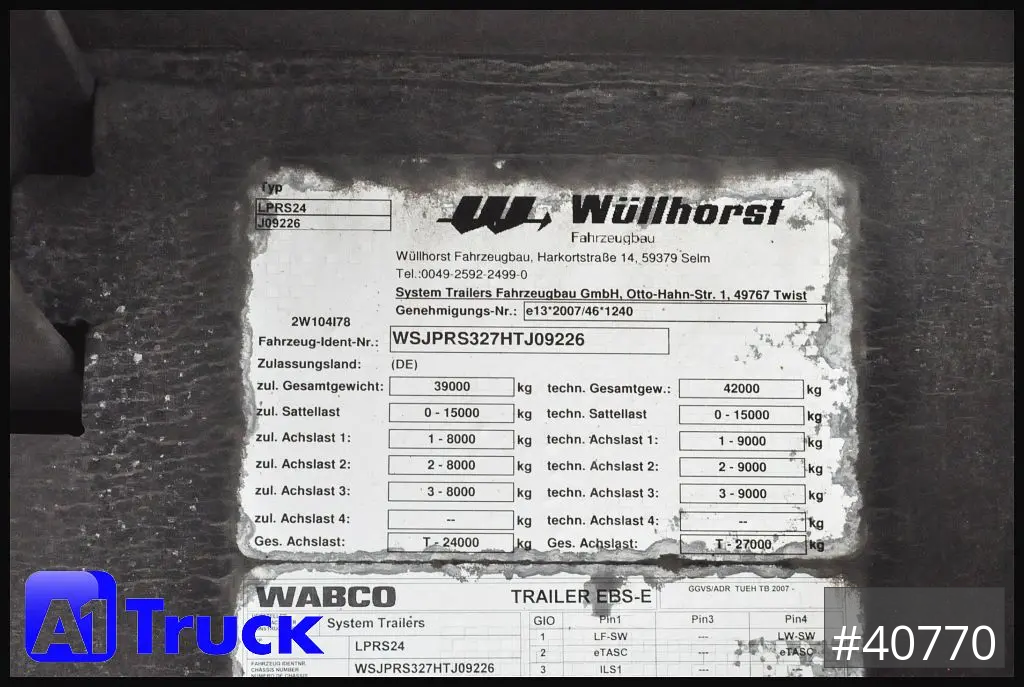 Typ
LPRS24
J09226
Wüllhorst
Fahrzeugbau
Wüllhorst Fahrzeugbau, Harkortstraße 14, 59379 Selm
Tel.:0049-2592-2499-0
System Trailers Fahrzeugbau GmbH, Otto-Hahn-Str. 1, 49767 Twist
Genehmigungs-Nr.: e13*2007/46*1240
2W104I78
Fahrzeug-Ident-Nr.: WSJPRS327HTJ09226
Zulassungsland: (DE)
zul. Gesamtgewicht: 39000 kg techn. Gesamtgew.: 42000 kg
zul. Sattellast 0 - 15000 kg techn. Sattellast 0 - 15000 kg
zul. Achslast 1: 1 - 8000 kg techn. Achslast 1: 1 - 9000 kg
zul. Achslast 2: 2 - 8000 kg techn. Achslast 2: 2 - 9000 kg
zul. Achslast 3: 3 - 8000 kg techn. Achslast 3: 3 - 9000 kg
zul. Achslast 4: -- kg techn. Achslast 4: -- kg
Ges. Achslast: T - 24000 kg Ges. Achslast: T - 27000 kg
WABCO TRAILER EBS-E GGVS/ADR TUEH TB 2007 -
System Trailers GIO Pin1 Pin3 Pin4
1 LF-SW --- LW-SW
LPRS24 2 eTASC --- eTASC
FAHRZEUG IDENTNR.
CHASSIS NUMBER
WSJPRS327HTJ09226 3 ILS1 ---
A1 Truck
#40770